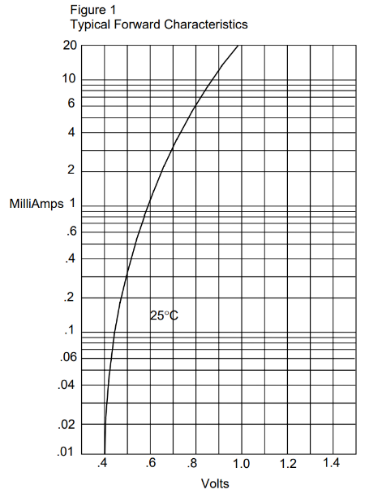 Figure 1
Typical Forward Characteristics
20
10
6
4
2
MilliAmps 1
.6
.4
.2
25°C
.1
.06
.04
.02
.01
.4 .6 .8 1.0 1.2 1.4
Volts